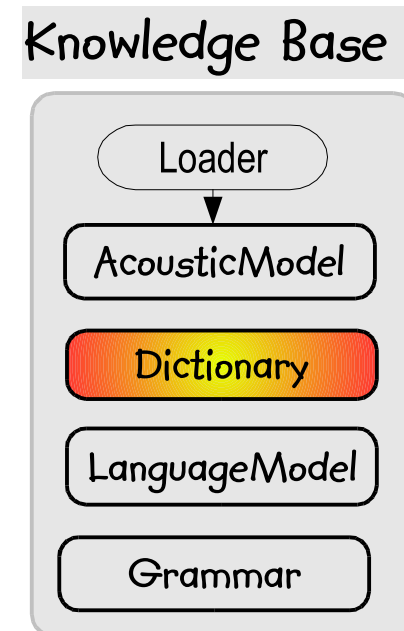 Knowledge Base
Loader
AcousticModel
Dictionary
LanguageModel
Grammar